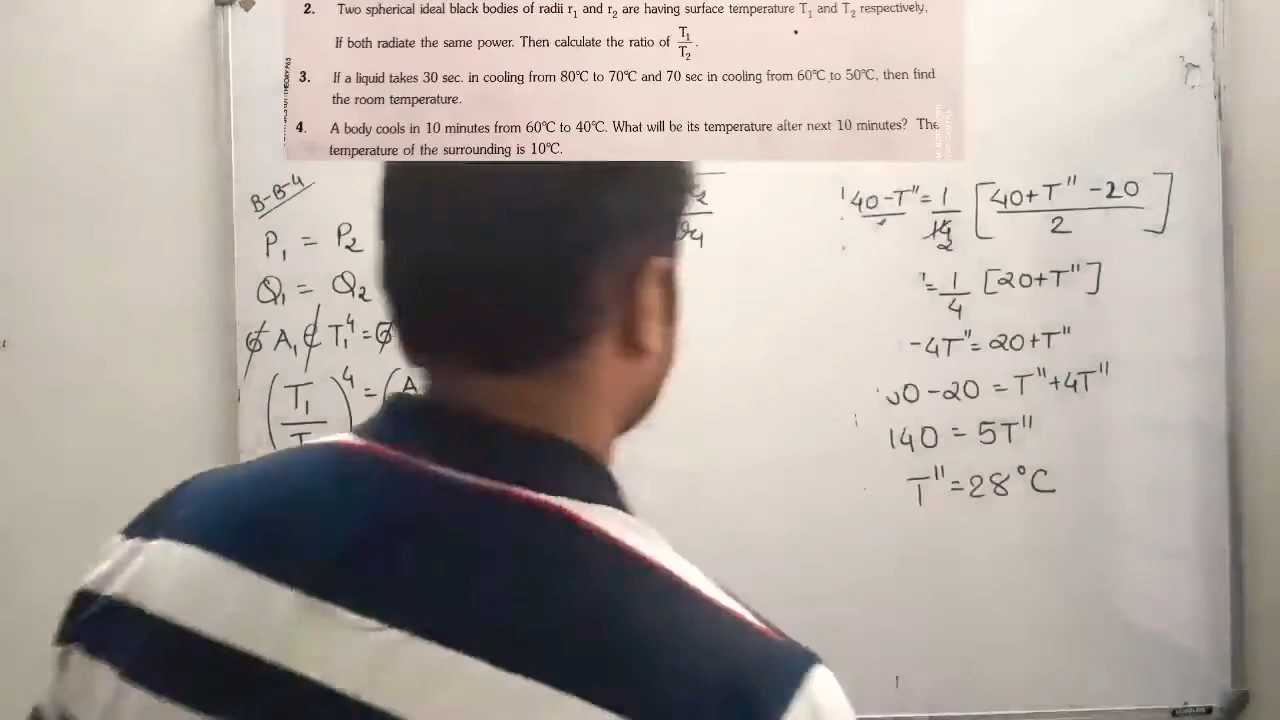 2. Two spherical ideal black bodies of radii r₁ and r₂ are having surface temperature T₁ and T₂ respectively.
If both radiate the same power. Then calculate the ratio of T₁/T₂.
3. If a liquid takes 30 sec. in cooling from 80°C to 70°C and 70 sec in cooling from 60°C to 50°C, then find
the room temperature.
4. A body cools in 10 minutes from 60°C to 40°C. What will be its temperature after next 10 minutes? The
temperature of the surrounding is 10°C.
B-B-4
P₁ = P₂
Q₁ = Q₂
A₁ T₁⁴ =
(T₁/T)⁴ = (A
40-T" = 1/2 [40+T"-20/2]
= 1/4 [20+T"]
-4T" = 20+T"
0-20 = T"+4T"
140 = 5T"
T" = 28°C